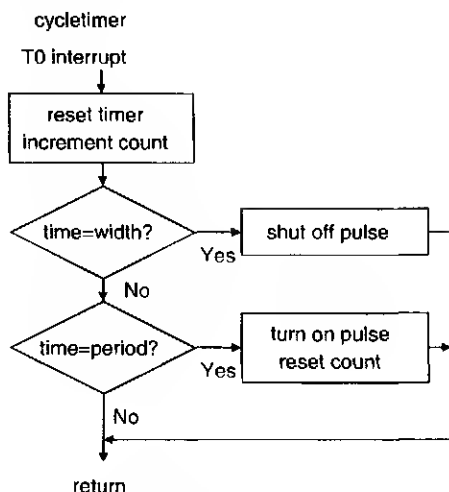 cycletimer
T0 interrupt
reset timer
increment count
time=width?
Yes
shut off pulse
No
time=period?
Yes
turn on pulse
reset count
No
return